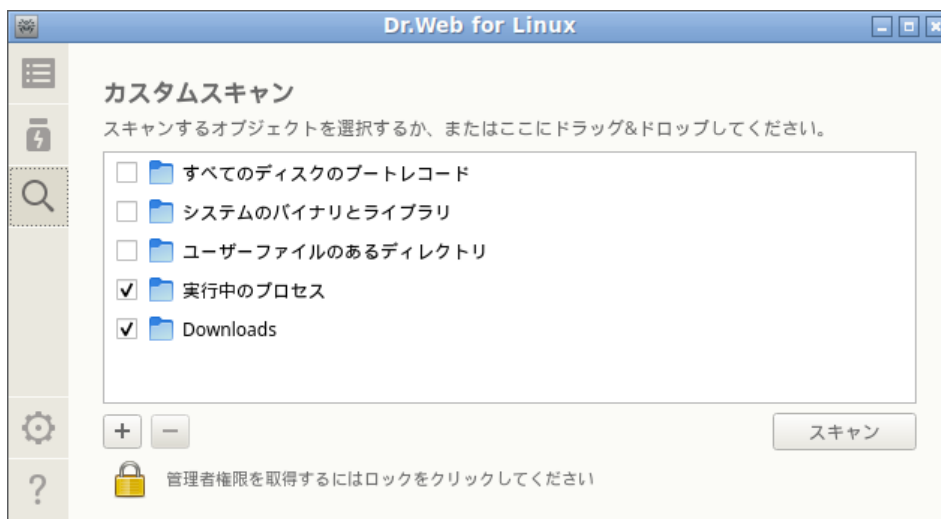 Dr.Web for Linux
カスタムスキャン
スキャンするオブジェクトを選択するか、またはここにドラッグ&ドロップしてください。
すべてのディスクのブートレコード
システムのバイナリとライブラリ
ユーザーファイルのあるディレクトリ
実行中のプロセス
Downloads
スキャン
管理者権限を取得するにはロックをクリックしてください